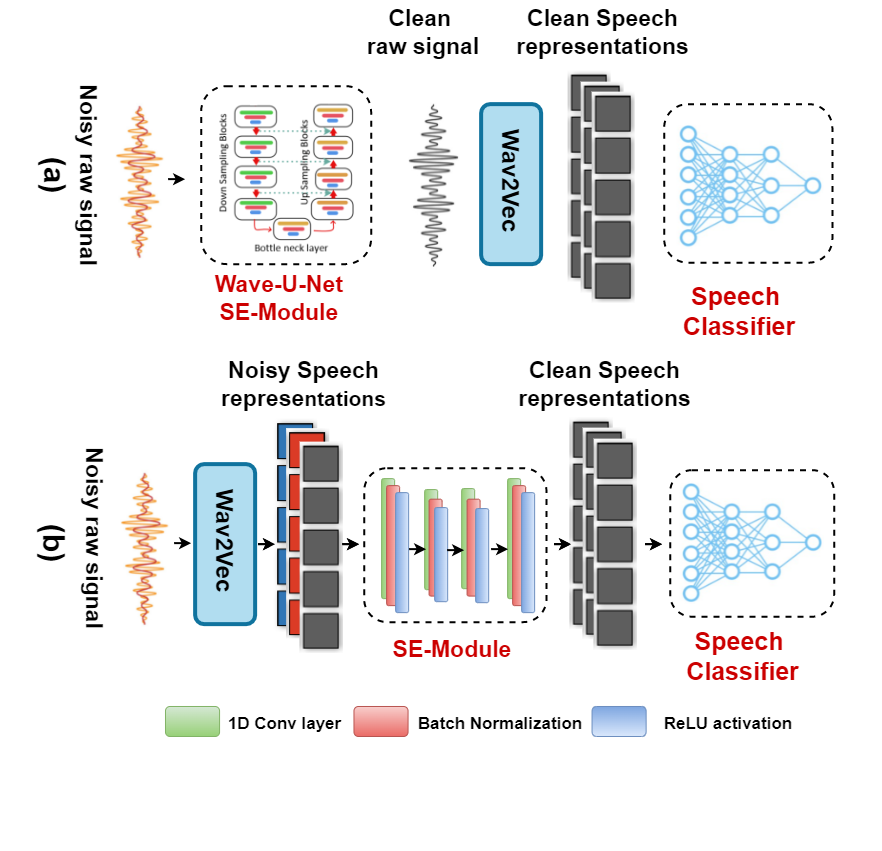 Clean
raw signal
Clean Speech
representations
(a)
Noisy raw signal
Down Sampling Blocks
Up Sampling Blocks
Bottle neck layer
Wave-U-Net
SE-Module
Wav2Vec
Speech
Classifier
Noisy Speech
representations
Clean Speech
representations
(b)
Noisy raw signal
Wav2Vec
SE-Module
Speech
Classifier
1D Conv layer
Batch Normalization
ReLU activation